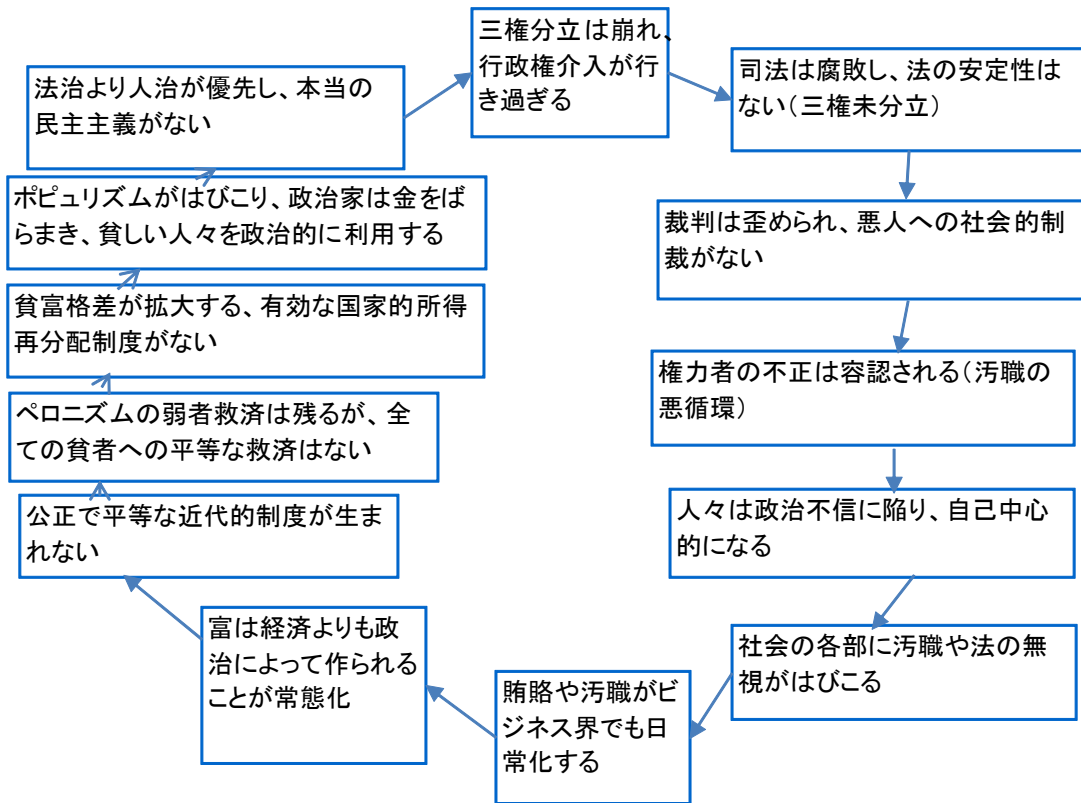 三権分立は崩れ、
行政権介入が行
き過ぎる
司法は腐敗し、法の安定性は
ない（三権未分立）
裁判は歪められ、悪人への社会的制
裁がない
権力者の不正は容認される（汚職の
悪循環）
人々は政治不信に陥り、自己中心
的になる
社会の各部に汚職や法の無
視がはびこる
賄賂や汚職がビ
ジネス界でも日
常化する
富は経済よりも政
治によって作られる
ことが常態化
公正で平等な近代的制度が生ま
れない
ペロニズムの弱者救済は残るが、全
ての貧者への平等な救済はない
貧富格差が拡大する、有効な国家的所得
再分配制度がない
ポピュリズムがはびこり、政治家は金をば
らまき、貧しい人々を政治的に利用する
法治より人治が優先し、本当の
民主主義がない